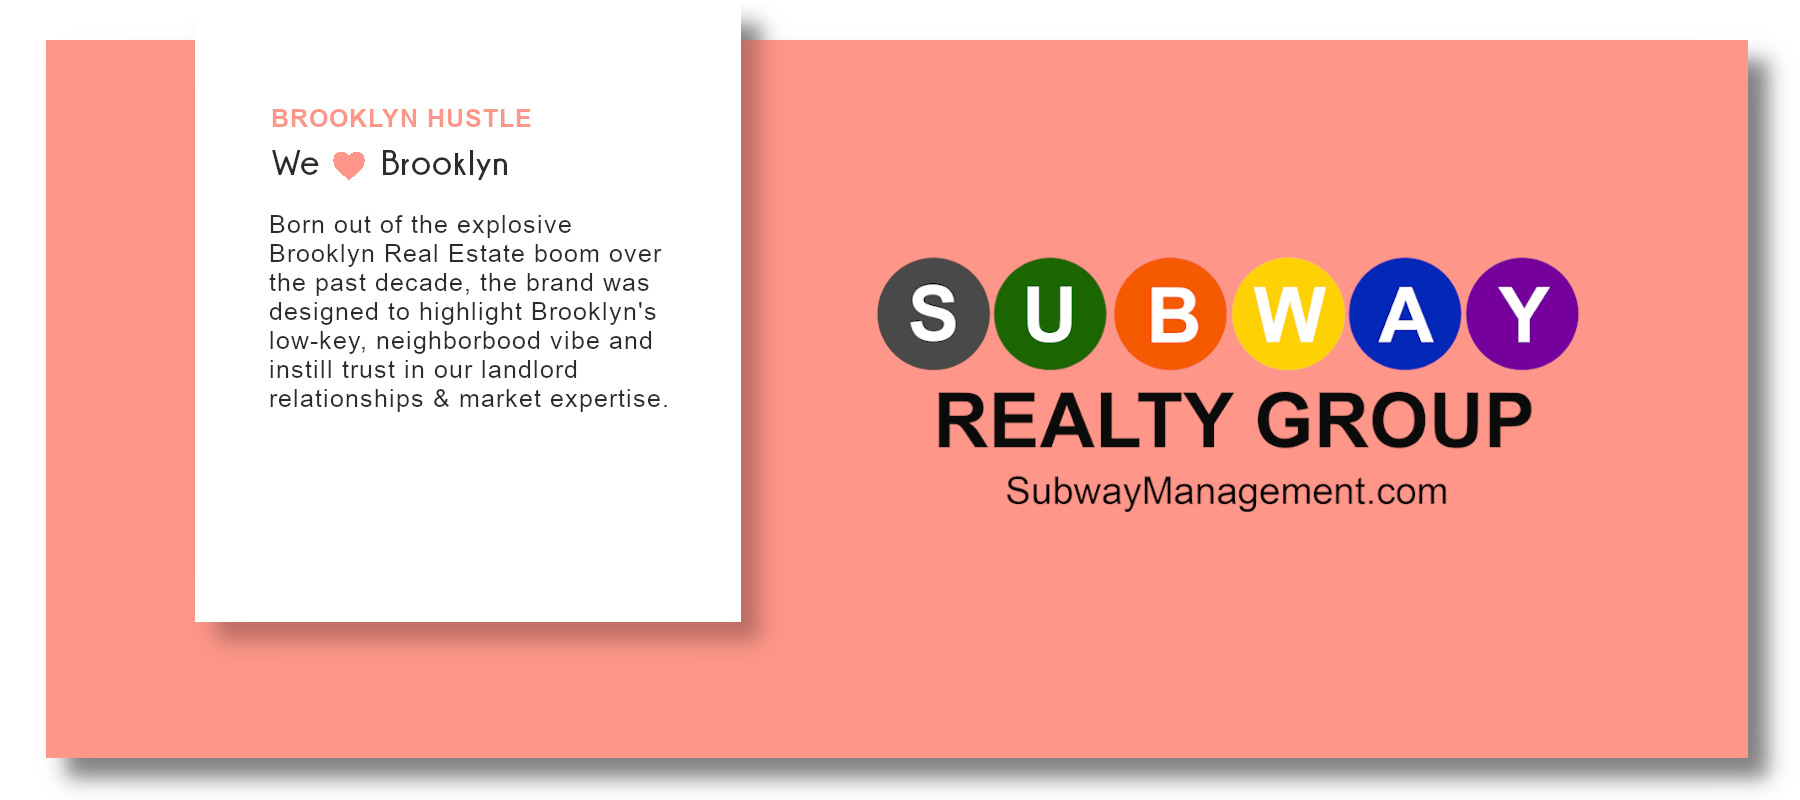 BROOKLYN HUSTLE
We ♥ Brooklyn
Born out of the explosive
Brooklyn Real Estate boom over
the past decade, the brand was
designed to highlight Brooklyn's
low-key, neighborbood vibe and
instill trust in our landlord
relationships & market expertise.
SUBWAY
REALTY GROUP
SubwayManagement.com